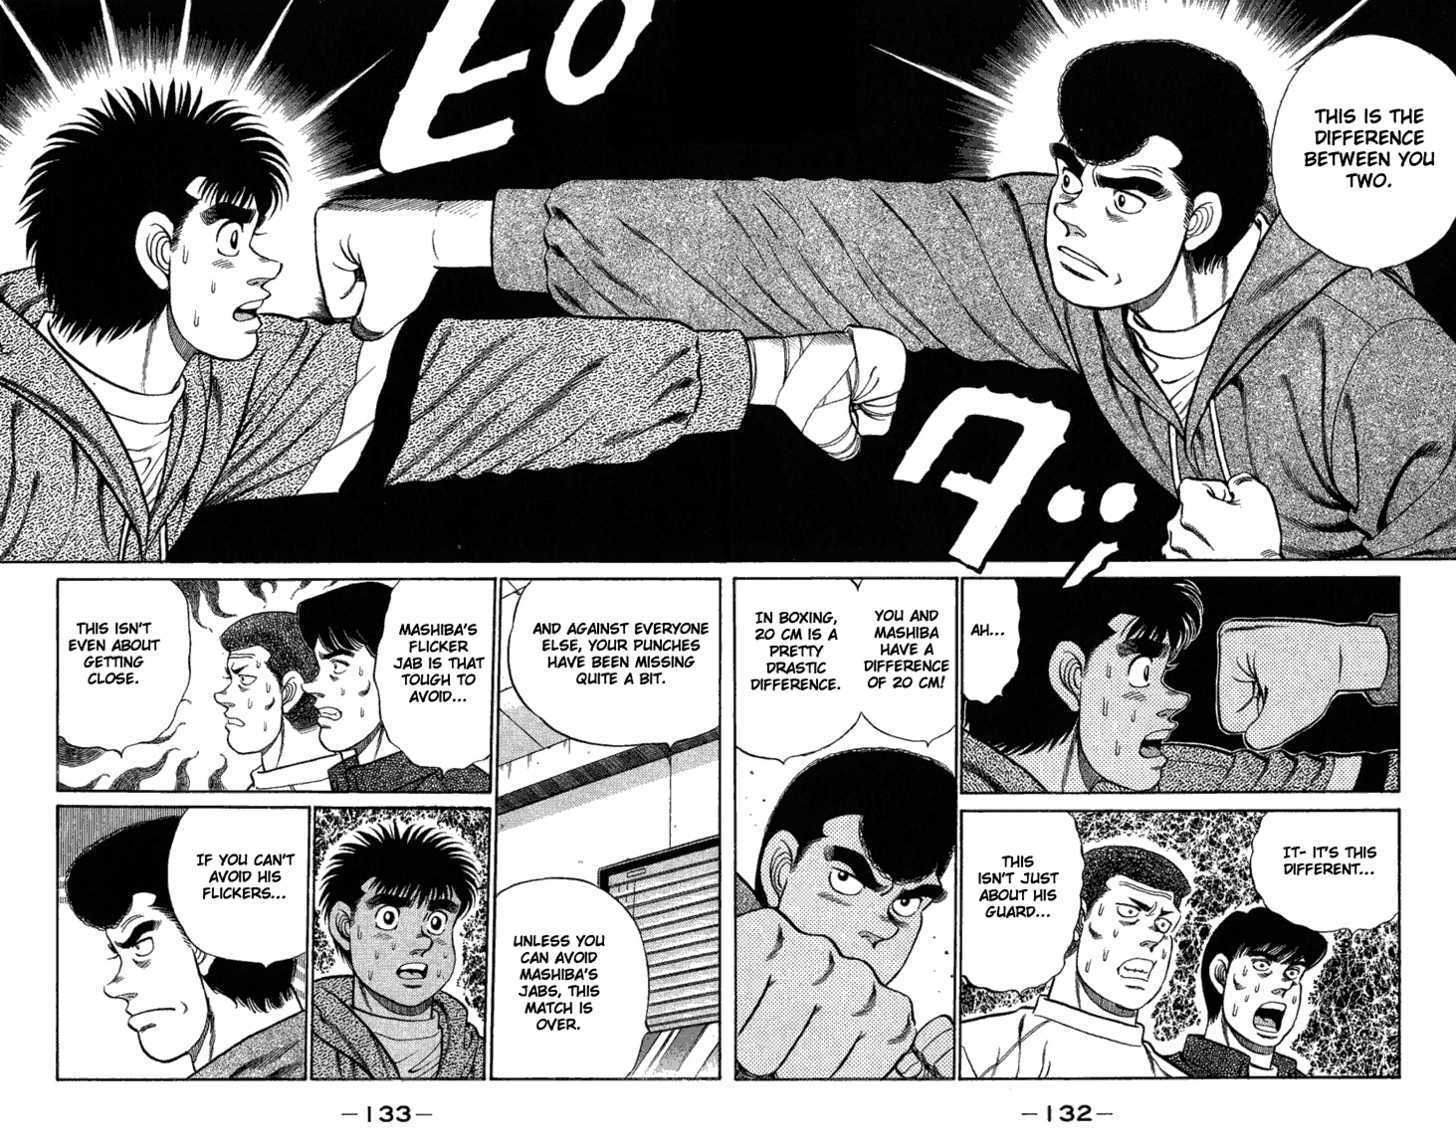 THIS IS THE
DIFFERENCE
BETWEEN YOU
TWO.
ピタ‥
AH...
YOU AND
MASHIBA
HAVE A
DIFFERENCE
OF 20 CM!
IN BOXING,
20 CM IS A
PRETTY
DRASTIC
DIFFERENCE.
IT- IT'S THIS
DIFFERENT...
THIS
ISN'T JUST
ABOUT HIS
GUARD...
—132—
AND AGAINST EVERYONE
ELSE, YOUR PUNCHES
HAVE BEEN MISSING
QUITE A BIT.
UNLESS YOU
CAN AVOID
MASHIBA'S
JABS, THIS
MATCH IS
OVER.
MASHIBA'S
FLICKER
JAB IS THAT
TOUGH TO
AVOID...
THIS ISN'T
EVEN ABOUT
GETTING
CLOSE.
IF YOU CAN'T
AVOID HIS
FLICKERS...
—133—